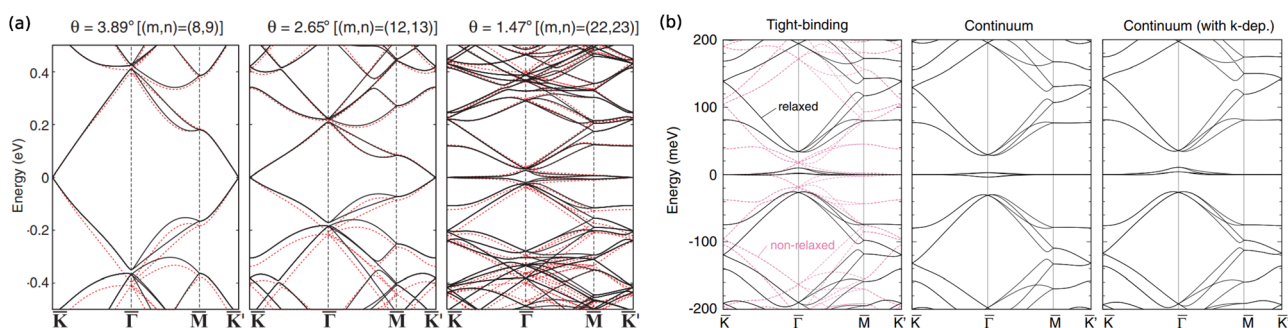 (a)
θ = 3.89° [(m,n)=(8,9)]
θ = 2.65° [(m,n)=(12,13)]
θ = 1.47° [(m,n)=(22,23)]
Energy (eV)
0.4
0.2
0
-0.2
-0.4
K̅ Γ̅ M̅ K̅'
K̅ Γ̅ M̅ K̅'
K̅ Γ̅ M̅ K̅'
(b)
Tight-binding
Continuum
Continuum (with k-dep.)
Energy (meV)
200
100
0
-100
-200
relaxed
non-relaxed
K̅ Γ̅ M̅ K̅'
K̅ Γ̅ M̅ K̅'
K̅ Γ̅ M̅ K̅'